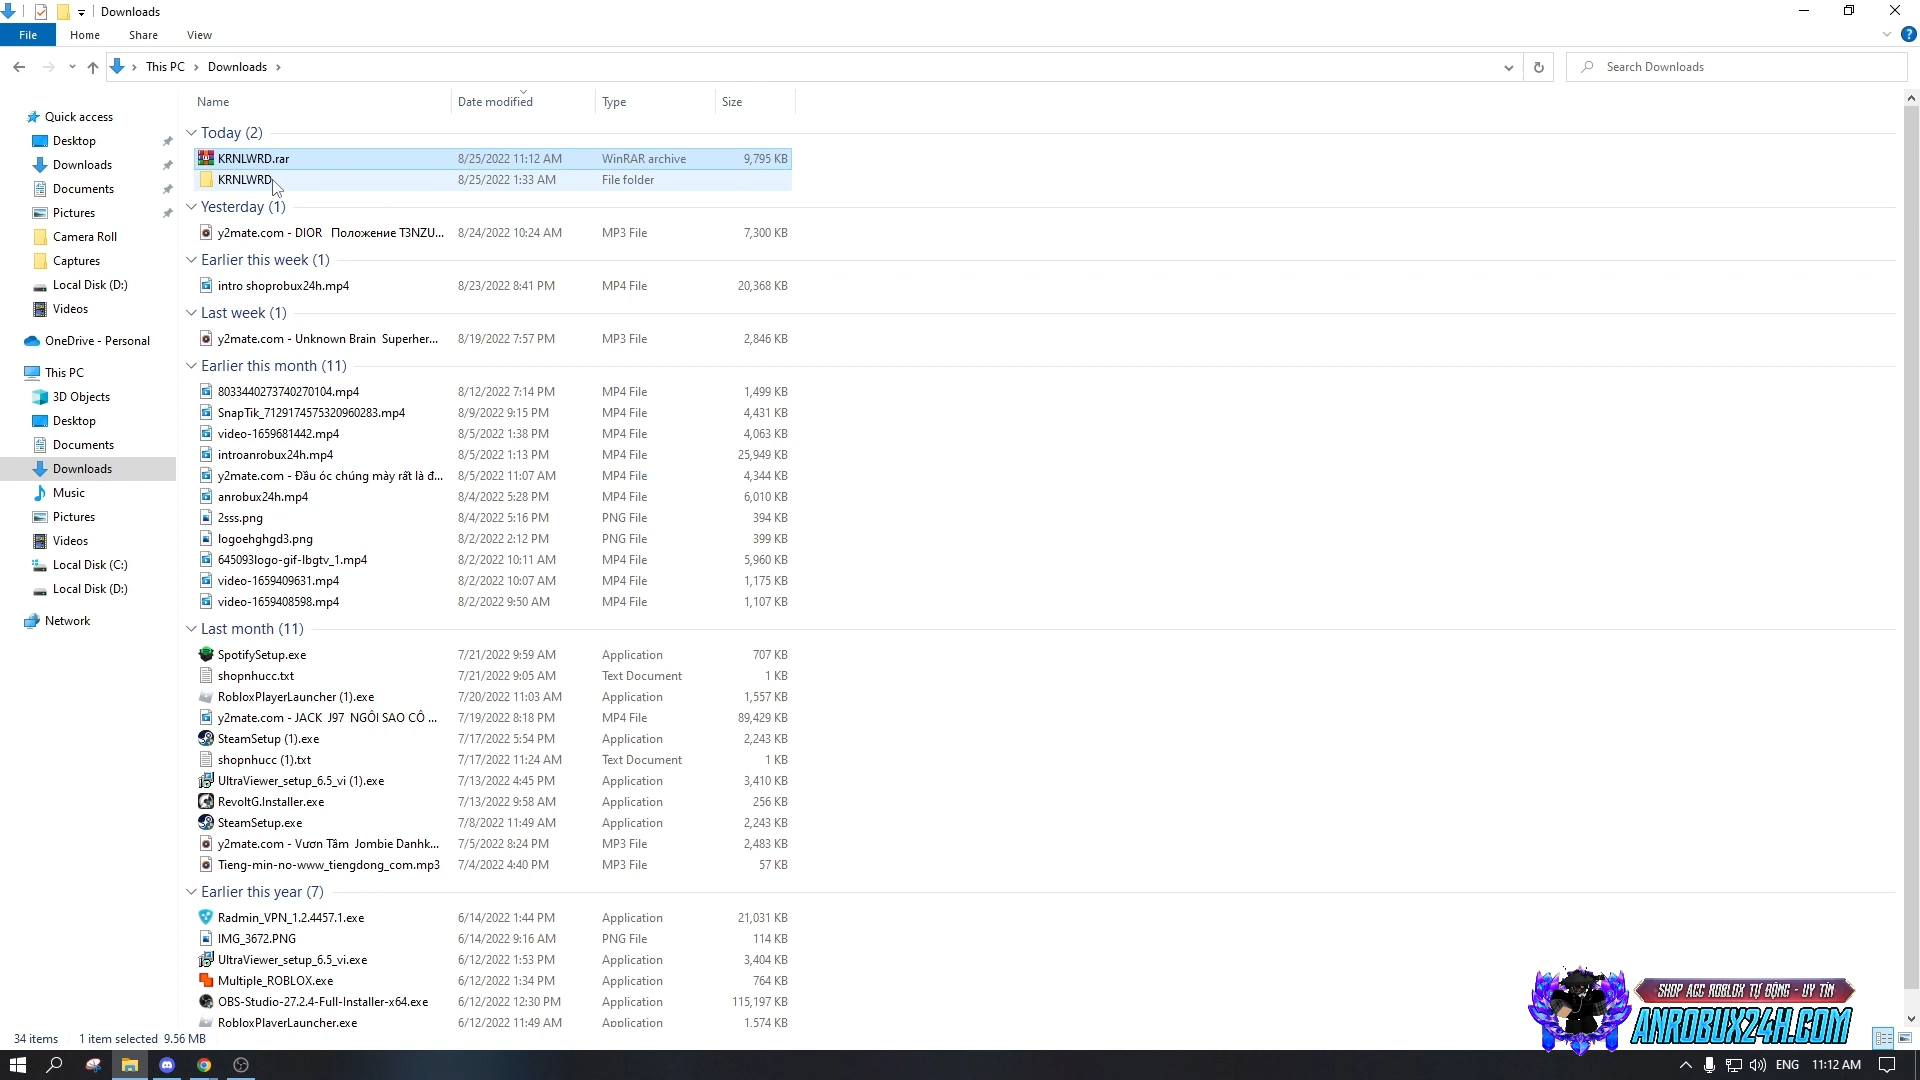 Downloads
File Home Share View
This PC Downloads
Search Downloads
Name Date modified Type Size
Quick access
Desktop
Downloads
Documents
Pictures
Camera Roll
Captures
Local Disk (D:)
Videos
OneDrive - Personal
This PC
3D Objects
Desktop
Documents
Downloads
Music
Pictures
Videos
Local Disk (C:)
Local Disk (D:)
Network
Today (2)
KRNLWRD.rar 8/25/2022 11:12 AM WinRAR archive 9,795 KB
KRNLWRD 8/25/2022 1:33 AM File folder
Yesterday (1)
y2mate.com - DIOR Положение T3NZU... 8/24/2022 10:24 AM MP3 File 7,300 KB
Earlier this week (1)
intro shoprobux24h.mp4 8/23/2022 8:41 PM MP4 File 20,368 KB
Last week (1)
y2mate.com - Unknown Brain Superher... 8/19/2022 7:57 PM MP3 File 2,846 KB
Earlier this month (11)
8033440273740270104.mp4 8/12/2022 7:14 PM MP4 File 1,499 KB
SnapTik_7129174575320960283.mp4 8/9/2022 9:15 PM MP4 File 4,431 KB
video-1659681442.mp4 8/5/2022 1:38 PM MP4 File 4,063 KB
introanrobux24h.mp4 8/5/2022 1:13 PM MP4 File 25,949 KB
y2mate.com - Đầu óc chúng mày rất là đ... 8/5/2022 11:07 AM MP4 File 4,344 KB
anrobux24h.mp4 8/4/2022 5:28 PM MP4 File 6,010 KB
2sss.png 8/4/2022 5:16 PM PNG File 394 KB
logoehghgd3.png 8/2/2022 2:12 PM PNG File 399 KB
645093logo-gif-lbgtv_1.mp4 8/2/2022 10:11 AM MP4 File 5,960 KB
video-1659409631.mp4 8/2/2022 10:07 AM MP4 File 1,175 KB
video-1659408598.mp4 8/2/2022 9:50 AM MP4 File 1,107 KB
Last month (11)
SpotifySetup.exe 7/21/2022 9:59 AM Application 707 KB
shopnhucc.txt 7/21/2022 9:05 AM Text Document 1 KB
RobloxPlayerLauncher (1).exe 7/20/2022 11:03 AM Application 1,557 KB
y2mate.com - JACK J97 NGÔI SAO CÔ ... 7/19/2022 8:18 PM MP4 File 89,429 KB
SteamSetup (1).exe 7/17/2022 5:54 PM Application 2,243 KB
shopnhucc (1).txt 7/17/2022 11:24 AM Text Document 1 KB
UltraViewer_setup_6.5_vi (1).exe 7/13/2022 4:45 PM Application 3,410 KB
RevoltG.Installer.exe 7/13/2022 9:58 AM Application 256 KB
SteamSetup.exe 7/8/2022 11:49 AM Application 2,243 KB
y2mate.com - Vươn Tầm Jombie Danhk... 7/5/2022 8:24 PM MP3 File 2,483 KB
Tieng-min-no-www_tiengdong_com.mp3 7/4/2022 4:40 PM MP3 File 57 KB
Earlier this year (7)
Radmin_VPN_1.2.4457.1.exe 6/14/2022 1:44 PM Application 21,031 KB
IMG_3672.PNG 6/14/2022 9:16 AM PNG File 114 KB
UltraViewer_setup_6.5_vi.exe 6/12/2022 1:53 PM Application 3,404 KB
Multiple_ROBLOX.exe 6/12/2022 1:34 PM Application 764 KB
OBS-Studio-27.2.4-Full-Installer-x64.exe 6/12/2022 12:30 PM Application 115,197 KB
RobloxPlayerLauncher.exe 6/12/2022 11:49 AM Application 1,574 KB
SHOP ACC ROBLOX TỰ ĐỘNG - UY TÍN
ANROBUX24H.COM
34 items 1 item selected 9.56 MB
ENG 11:12 AM